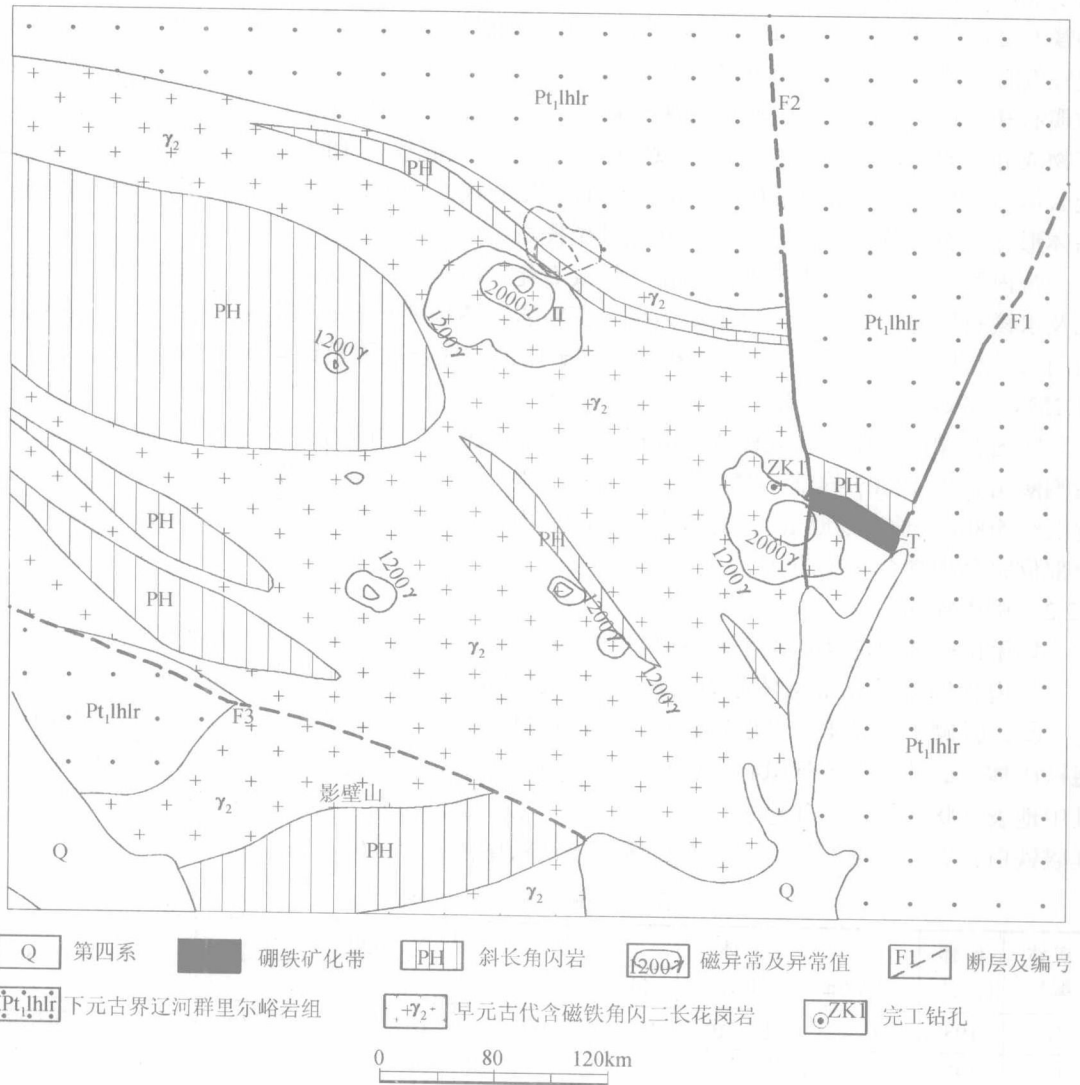 Pt₁lhlr
F2
γ₂
PH
γ₂
2000γ
II
1200γ
Pt₁lhlr
F1
PH
1200γ
γ₂
ZK1
PH
T
2000γ
1200γ
PH
PH
1200γ
PH
1200γ
γ₂
1200γ
Pt₁lhlr
F3
Pt₁lhlr
影壁山
γ₂
PH
Q
γ₂
Q
Q 第四系 硼铁矿化带 PH 斜长角闪岩 1200γ 磁异常及异常值 F1 断层及编号
Pt₁lhlr 下元古界辽河群里尔峪岩组 γ₂ 早元古代含磁铁角闪二长花岗岩 ZK1 完工钻孔
0 80 120km